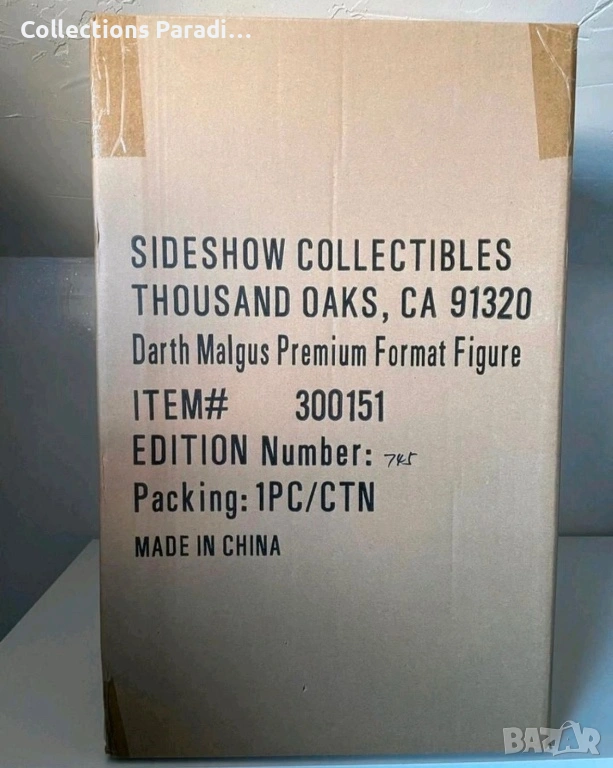 Collections Paradi...
SIDESHOW COLLECTIBLES
THOUSAND OAKS, CA 91320
Darth Malgus Premium Format Figure
ITEM# 300151
EDITION Number: 745
Packing: 1PC/CTN
MADE IN CHINA
BAZAR